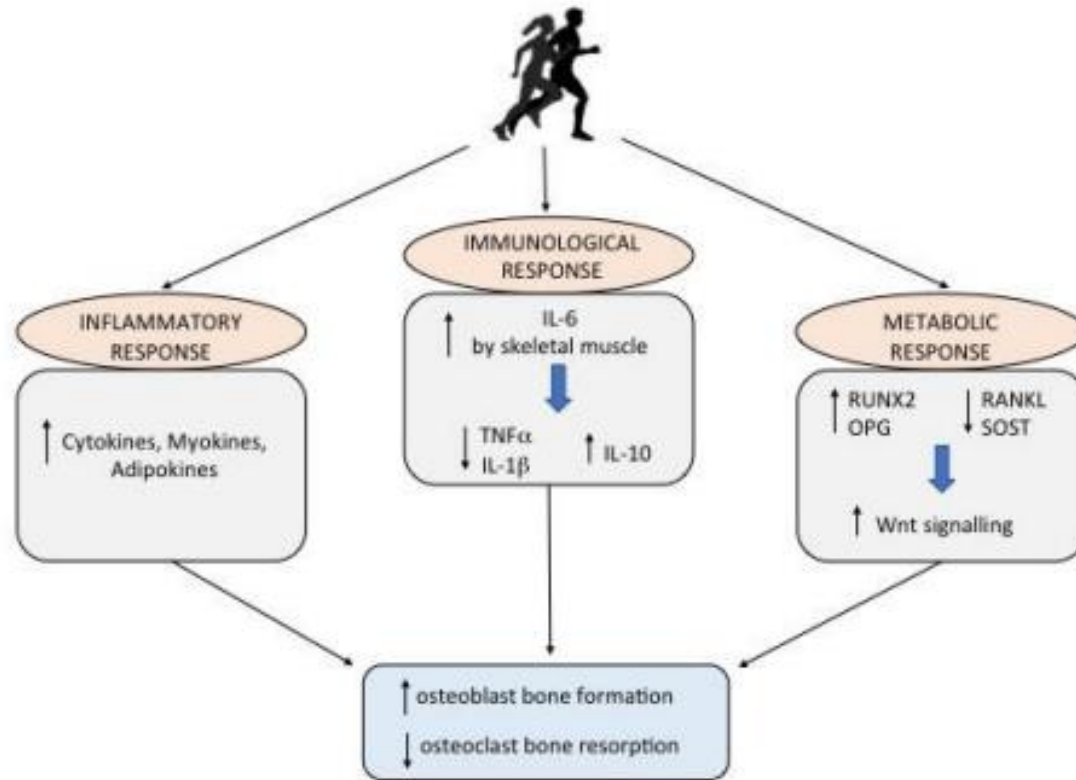 IMMUNOLOGICAL
RESPONSE
↑ IL-6
by skeletal muscle
↓ TNFα
IL-1β
↑ IL-10
INFLAMMATORY
RESPONSE
↑ Cytokines, Myokines,
Adipokines
METABOLIC
RESPONSE
↑ RUNX2
OPG
↓ RANKL
SOST
↑ Wnt signalling
↑ osteoblast bone formation
↓ osteoclast bone resorption